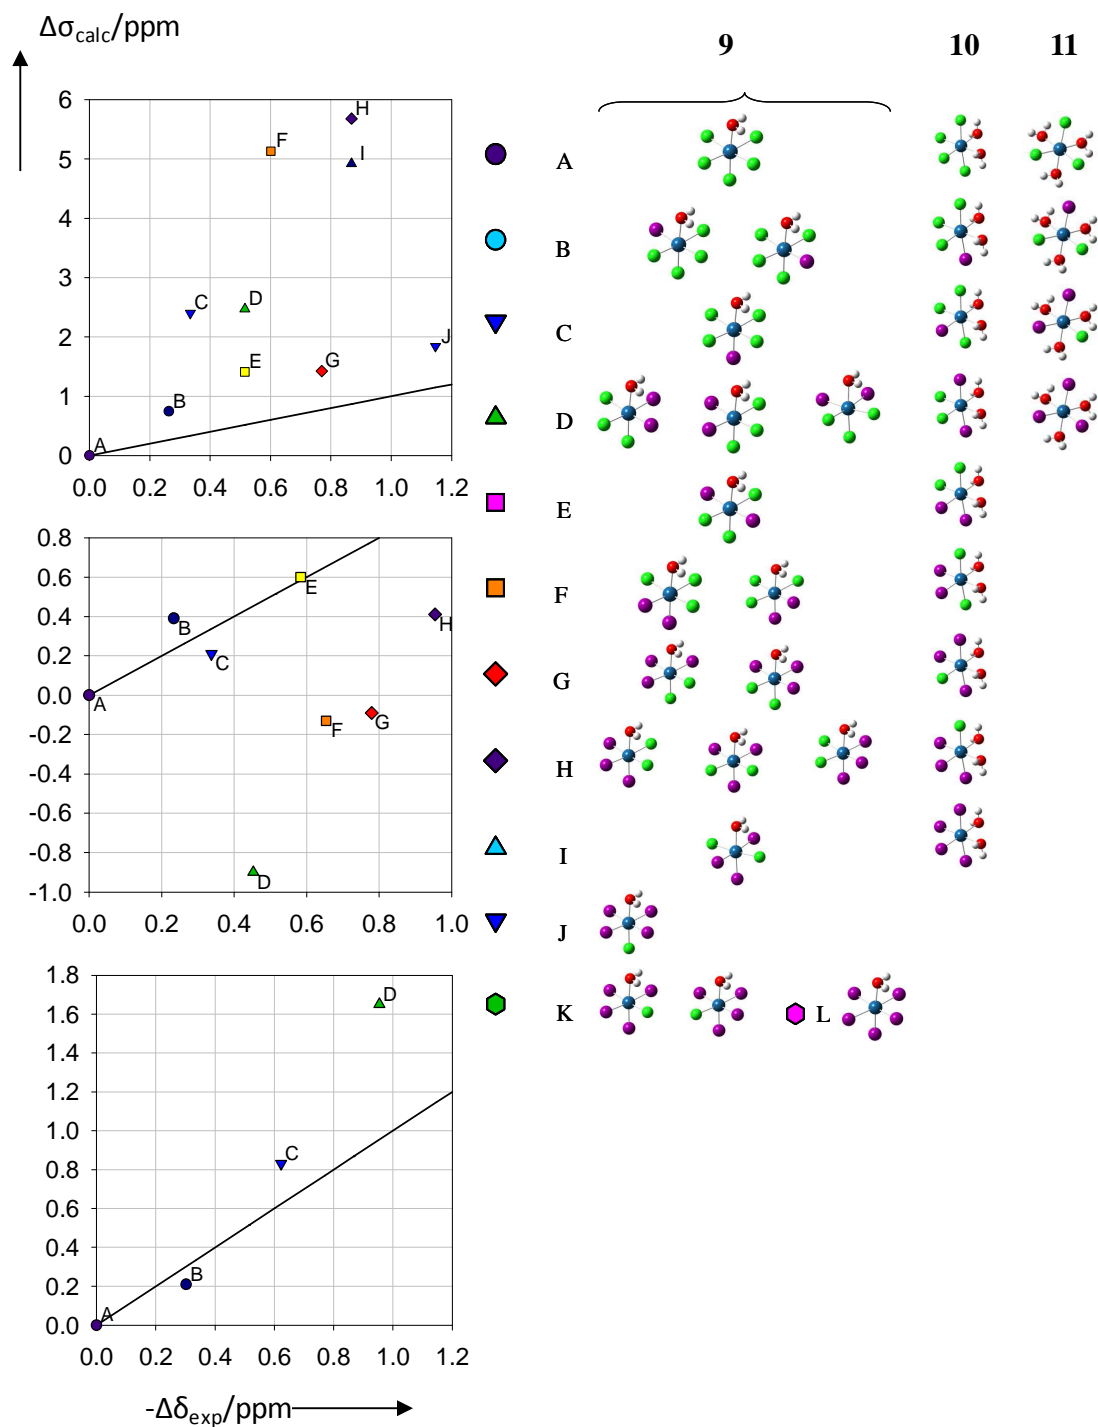 Δσcalc/ppm
9 10 11
6
5
4
3
2
1
0
0.0 0.2 0.4 0.6 0.8 1.0 1.2
A
B
C
D
E
F
G
H
I
J
0.8
0.6
0.4
0.2
0.0
-0.2
-0.4
-0.6
-0.8
-1.0
0.0 0.2 0.4 0.6 0.8 1.0
A
B
C
D
E
F
G
H
1.8
1.6
1.4
1.2
1.0
0.8
0.6
0.4
0.2
0.0
0.0 0.2 0.4 0.6 0.8 1.0 1.2
A
B
C
D
-Δδexp/ppm
A
B
C
D
E
F
G
H
I
J
K L